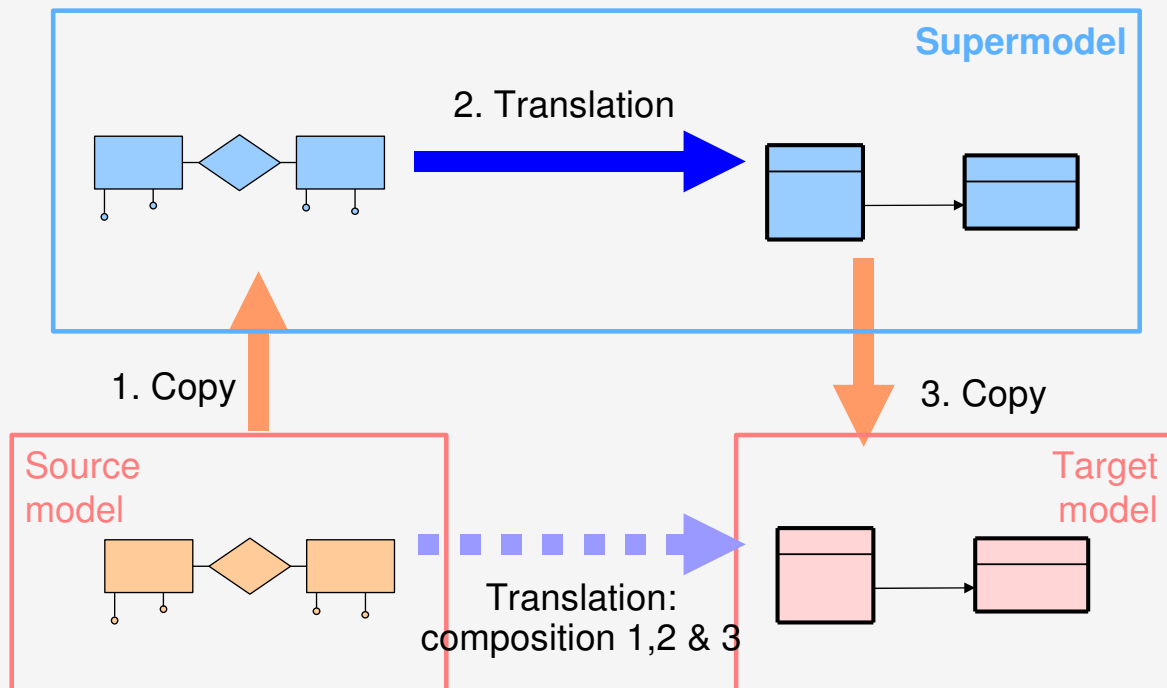 Supermodel
2. Translation
1. Copy
3. Copy
Source
model
Target
model
Translation:
composition 1,2 & 3